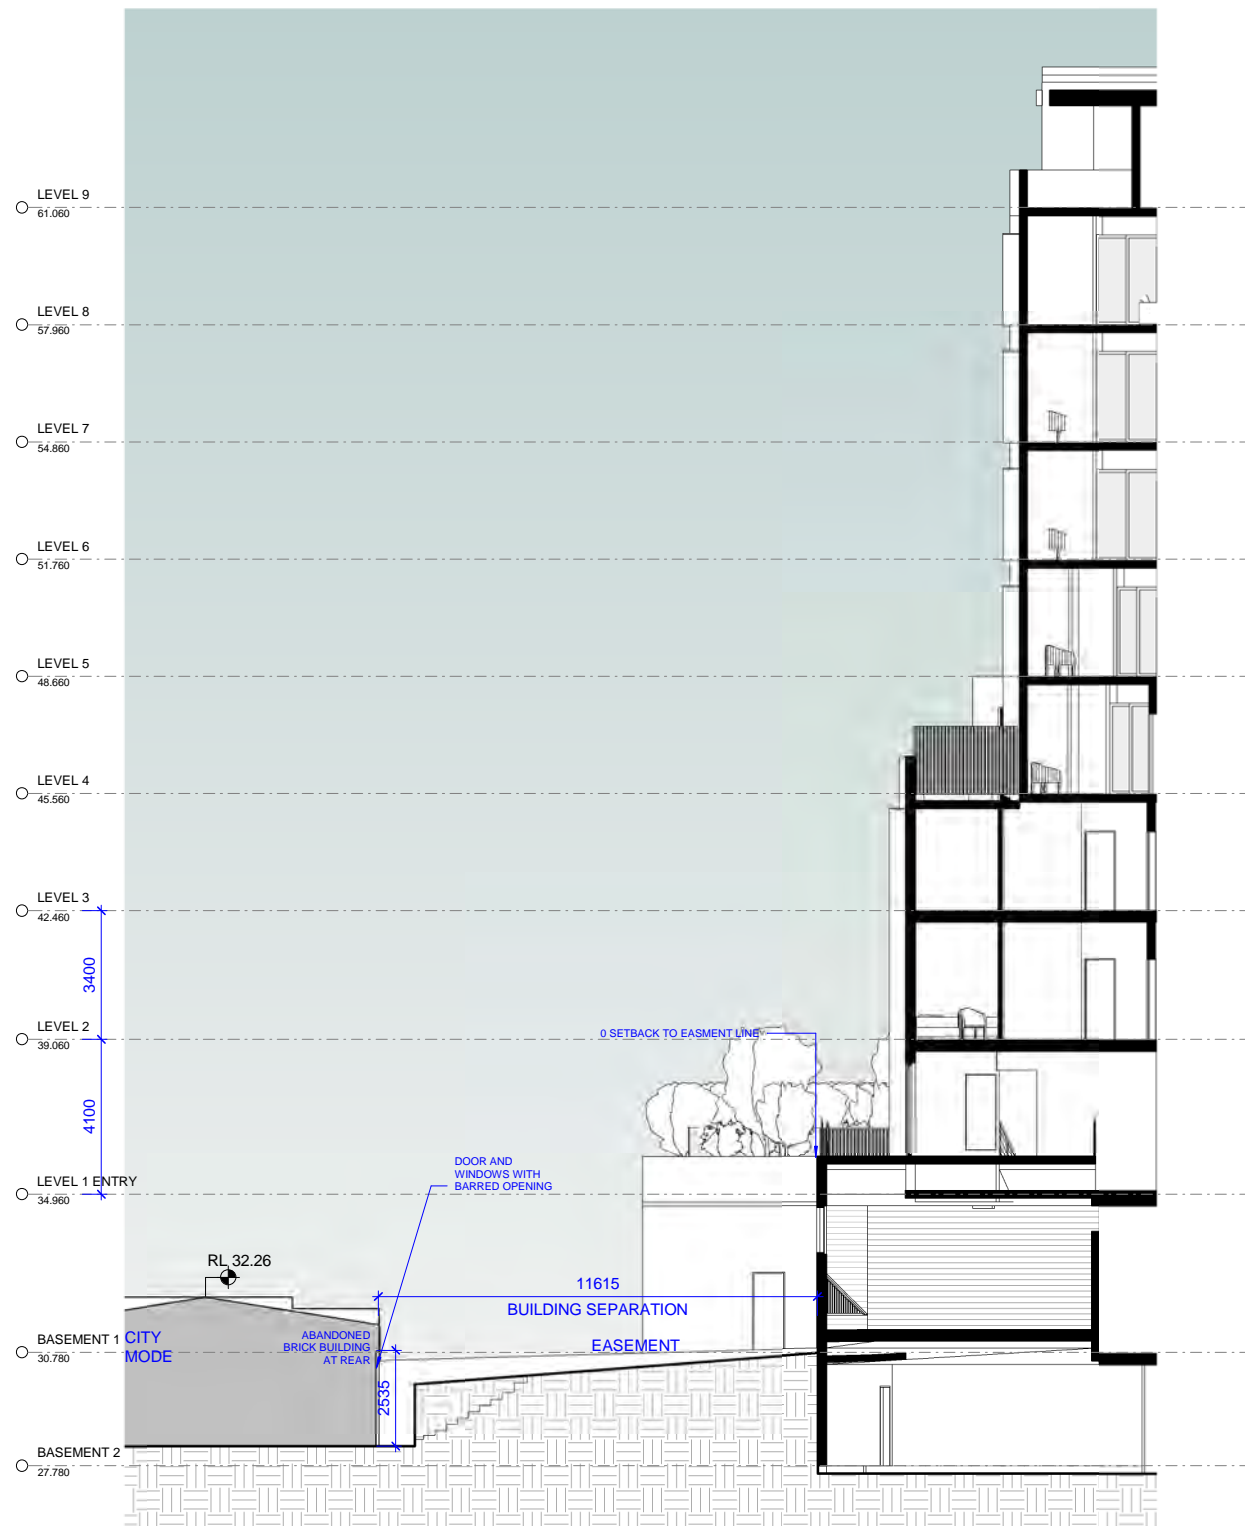 LEVEL 9
61.060
LEVEL 8
57.960
LEVEL 7
54.860
LEVEL 6
51.760
LEVEL 5
48.660
LEVEL 4
45.560
LEVEL 3
42.460
3400
LEVEL 2
39.060
0 SETBACK TO EASMENT LINE
4100
DOOR AND
WINDOWS WITH
BARRED OPENING
LEVEL 1 ENTRY
34.960
RL 32.26
11615
BUILDING SEPARATION
EASEMENT
BASEMENT 1
30.780
CITY
MODE
ABANDONED
BRICK BUILDING
AT REAR
2535
BASEMENT 2
27.780